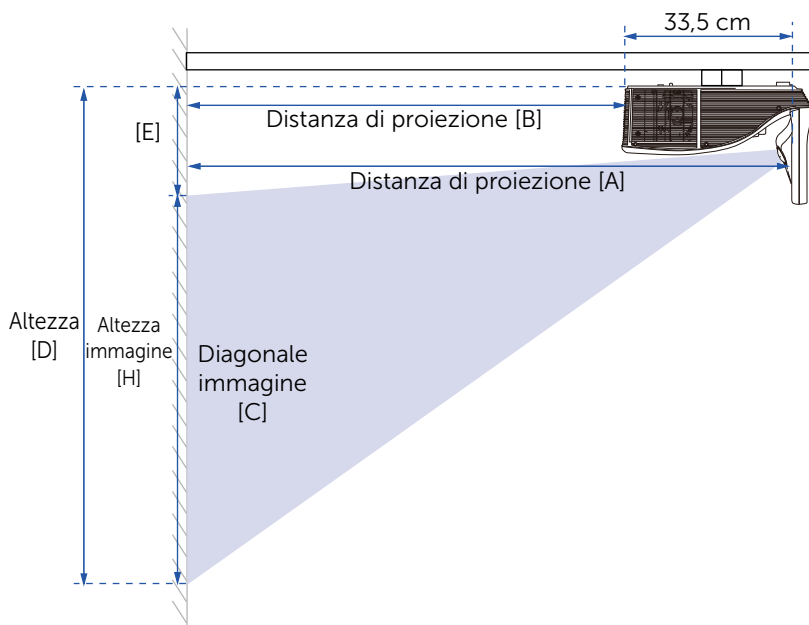 33,5 cm
[E]
Distanza di proiezione [B]
Distanza di proiezione [A]
Altezza
[D]
Altezza
immagine
[H]
Diagonale
immagine
[C]